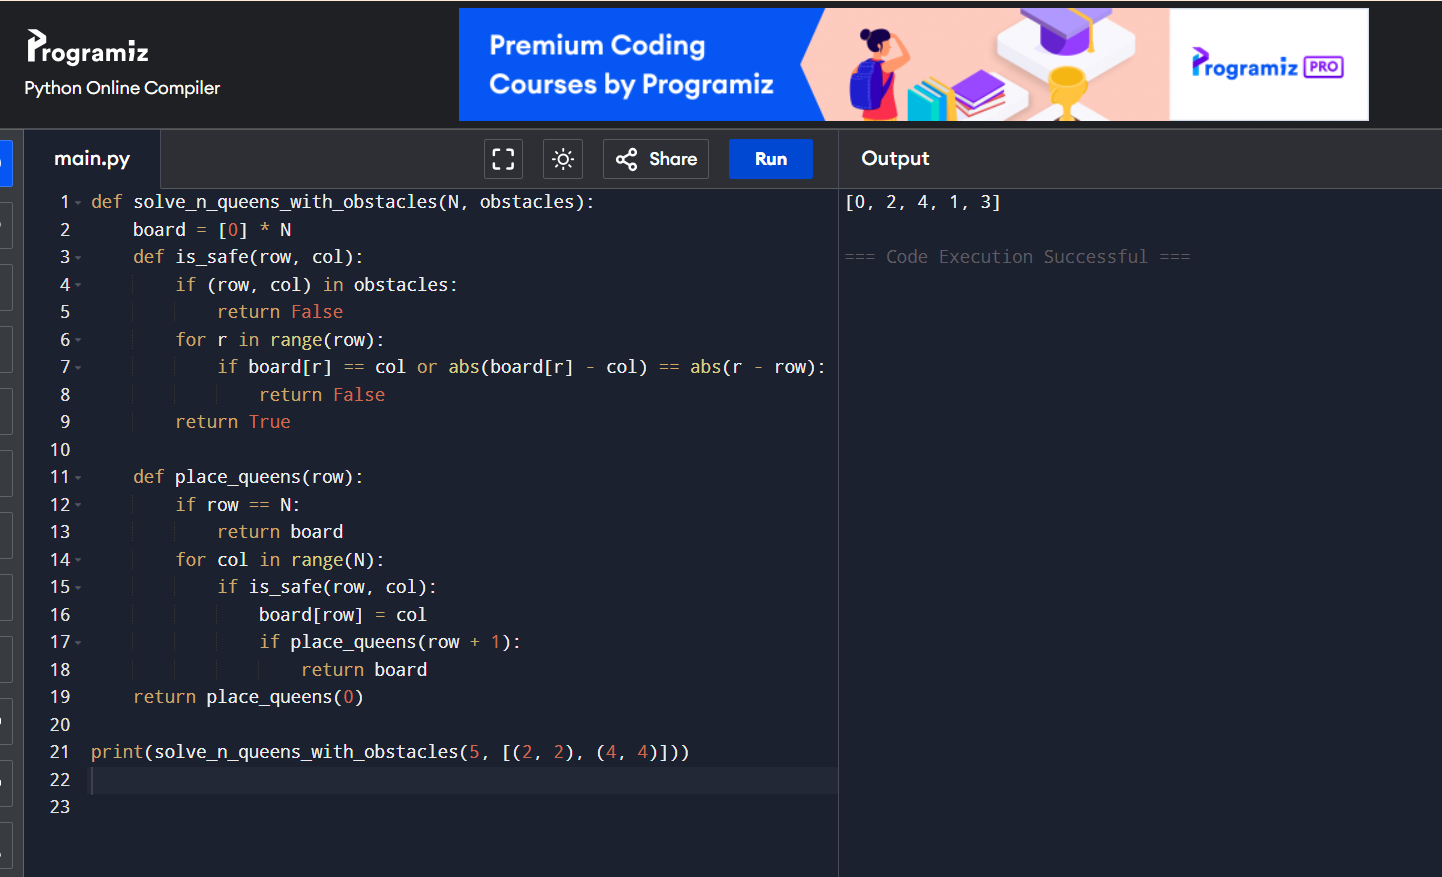 Programiz
Python Online Compiler
Premium Coding
Courses by Programiz
Programiz PRO
main.py
Share
Run
Output
1 def solve_n_queens_with_obstacles(N, obstacles):
2     board = [0] * N
3     def is_safe(row, col):
4         if (row, col) in obstacles:
5             return False
6         for r in range(row):
7             if board[r] == col or abs(board[r] - col) == abs(r - row):
8                 return False
9         return True
10
11     def place_queens(row):
12         if row == N:
13             return board
14         for col in range(N):
15             if is_safe(row, col):
16                 board[row] = col
17                 if place_queens(row + 1):
18                     return board
19     return place_queens(0)
20
21 print(solve_n_queens_with_obstacles(5, [(2, 2), (4, 4)]))
22
23
[0, 2, 4, 1, 3]
=== Code Execution Successful ===